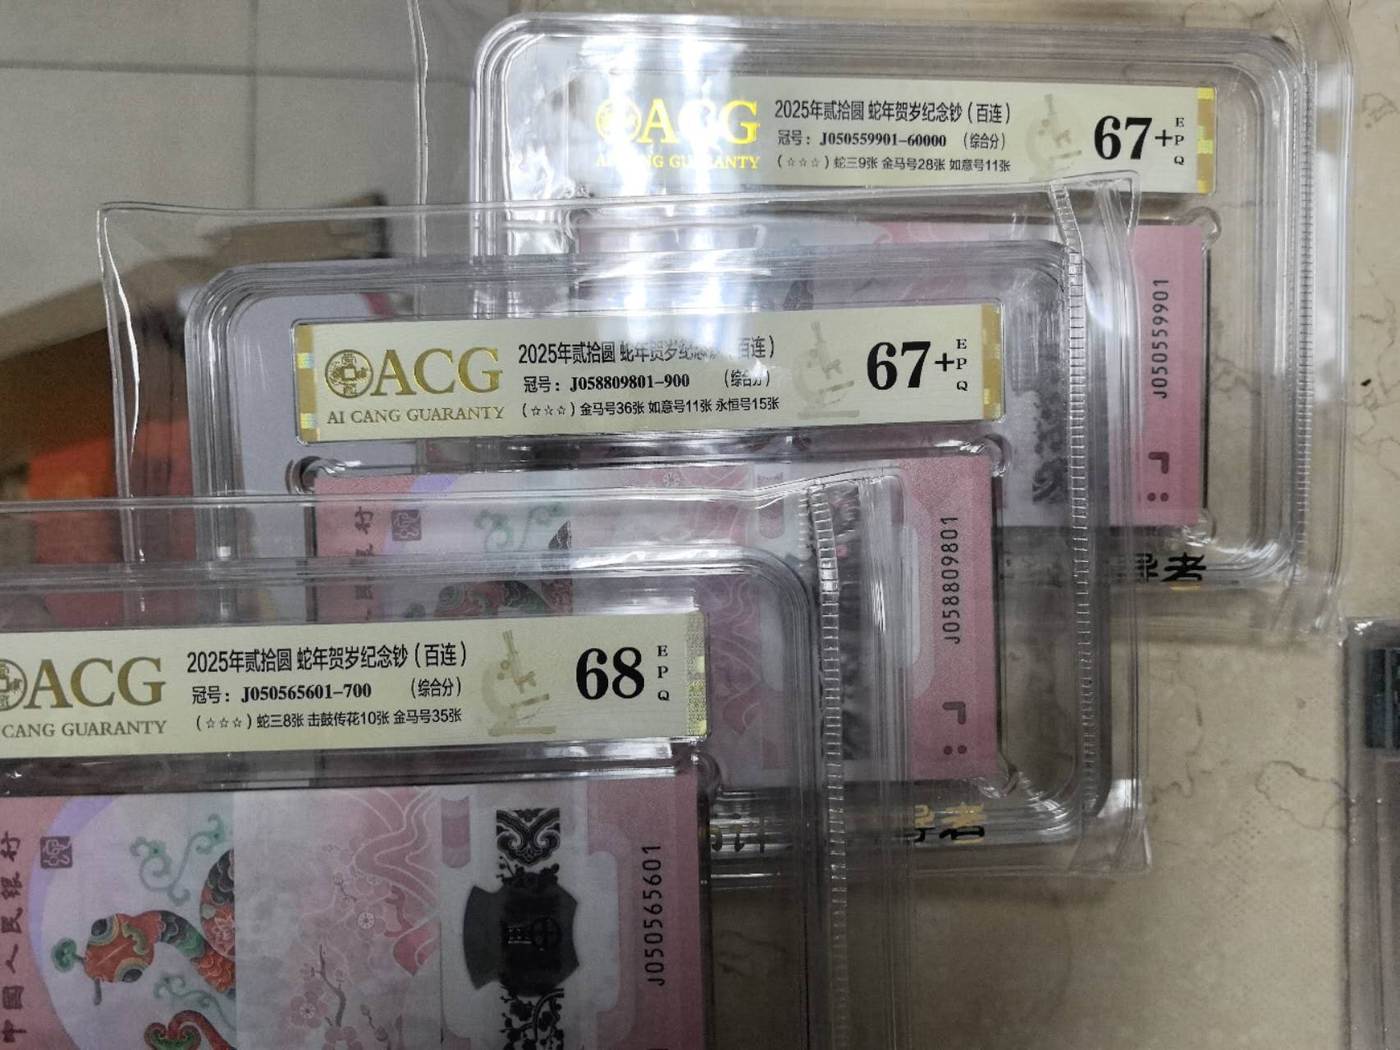 ACG
AI CANG GUARANTY
2025年贰拾圆 蛇年贺岁纪念钞(百连)
冠号: J050559901-60000 (综合分)
(☆☆☆) 蛇三9张 金马号28张 如意号11张
67+
EPQ
J050559901
ACG
AI CANG GUARANTY
2025年贰拾圆 蛇年贺岁纪念钞(百连)
冠号: J058809801-900 (综合分)
(☆☆☆) 金马号36张 如意号11张 永恒号15张
67+
EPQ
J058809801
ACG
CANG GUARANTY
2025年贰拾圆 蛇年贺岁纪念钞(百连)
冠号: J050565601-700 (综合分)
(☆☆☆) 蛇三8张 击鼓传花10张 金马号35张
68
EPQ
中國人民銀行
J050565601